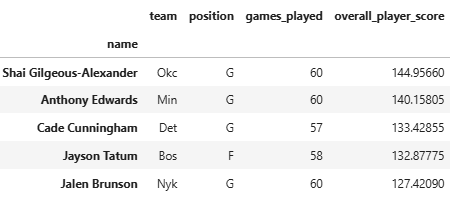 team position games_played overall_player_score
name
Shai Gilgeous-Alexander Okc G 60 144.95660
Anthony Edwards Min G 60 140.15805
Cade Cunningham Det G 57 133.42855
Jayson Tatum Bos F 58 132.87775
Jalen Brunson Nyk G 60 127.42090